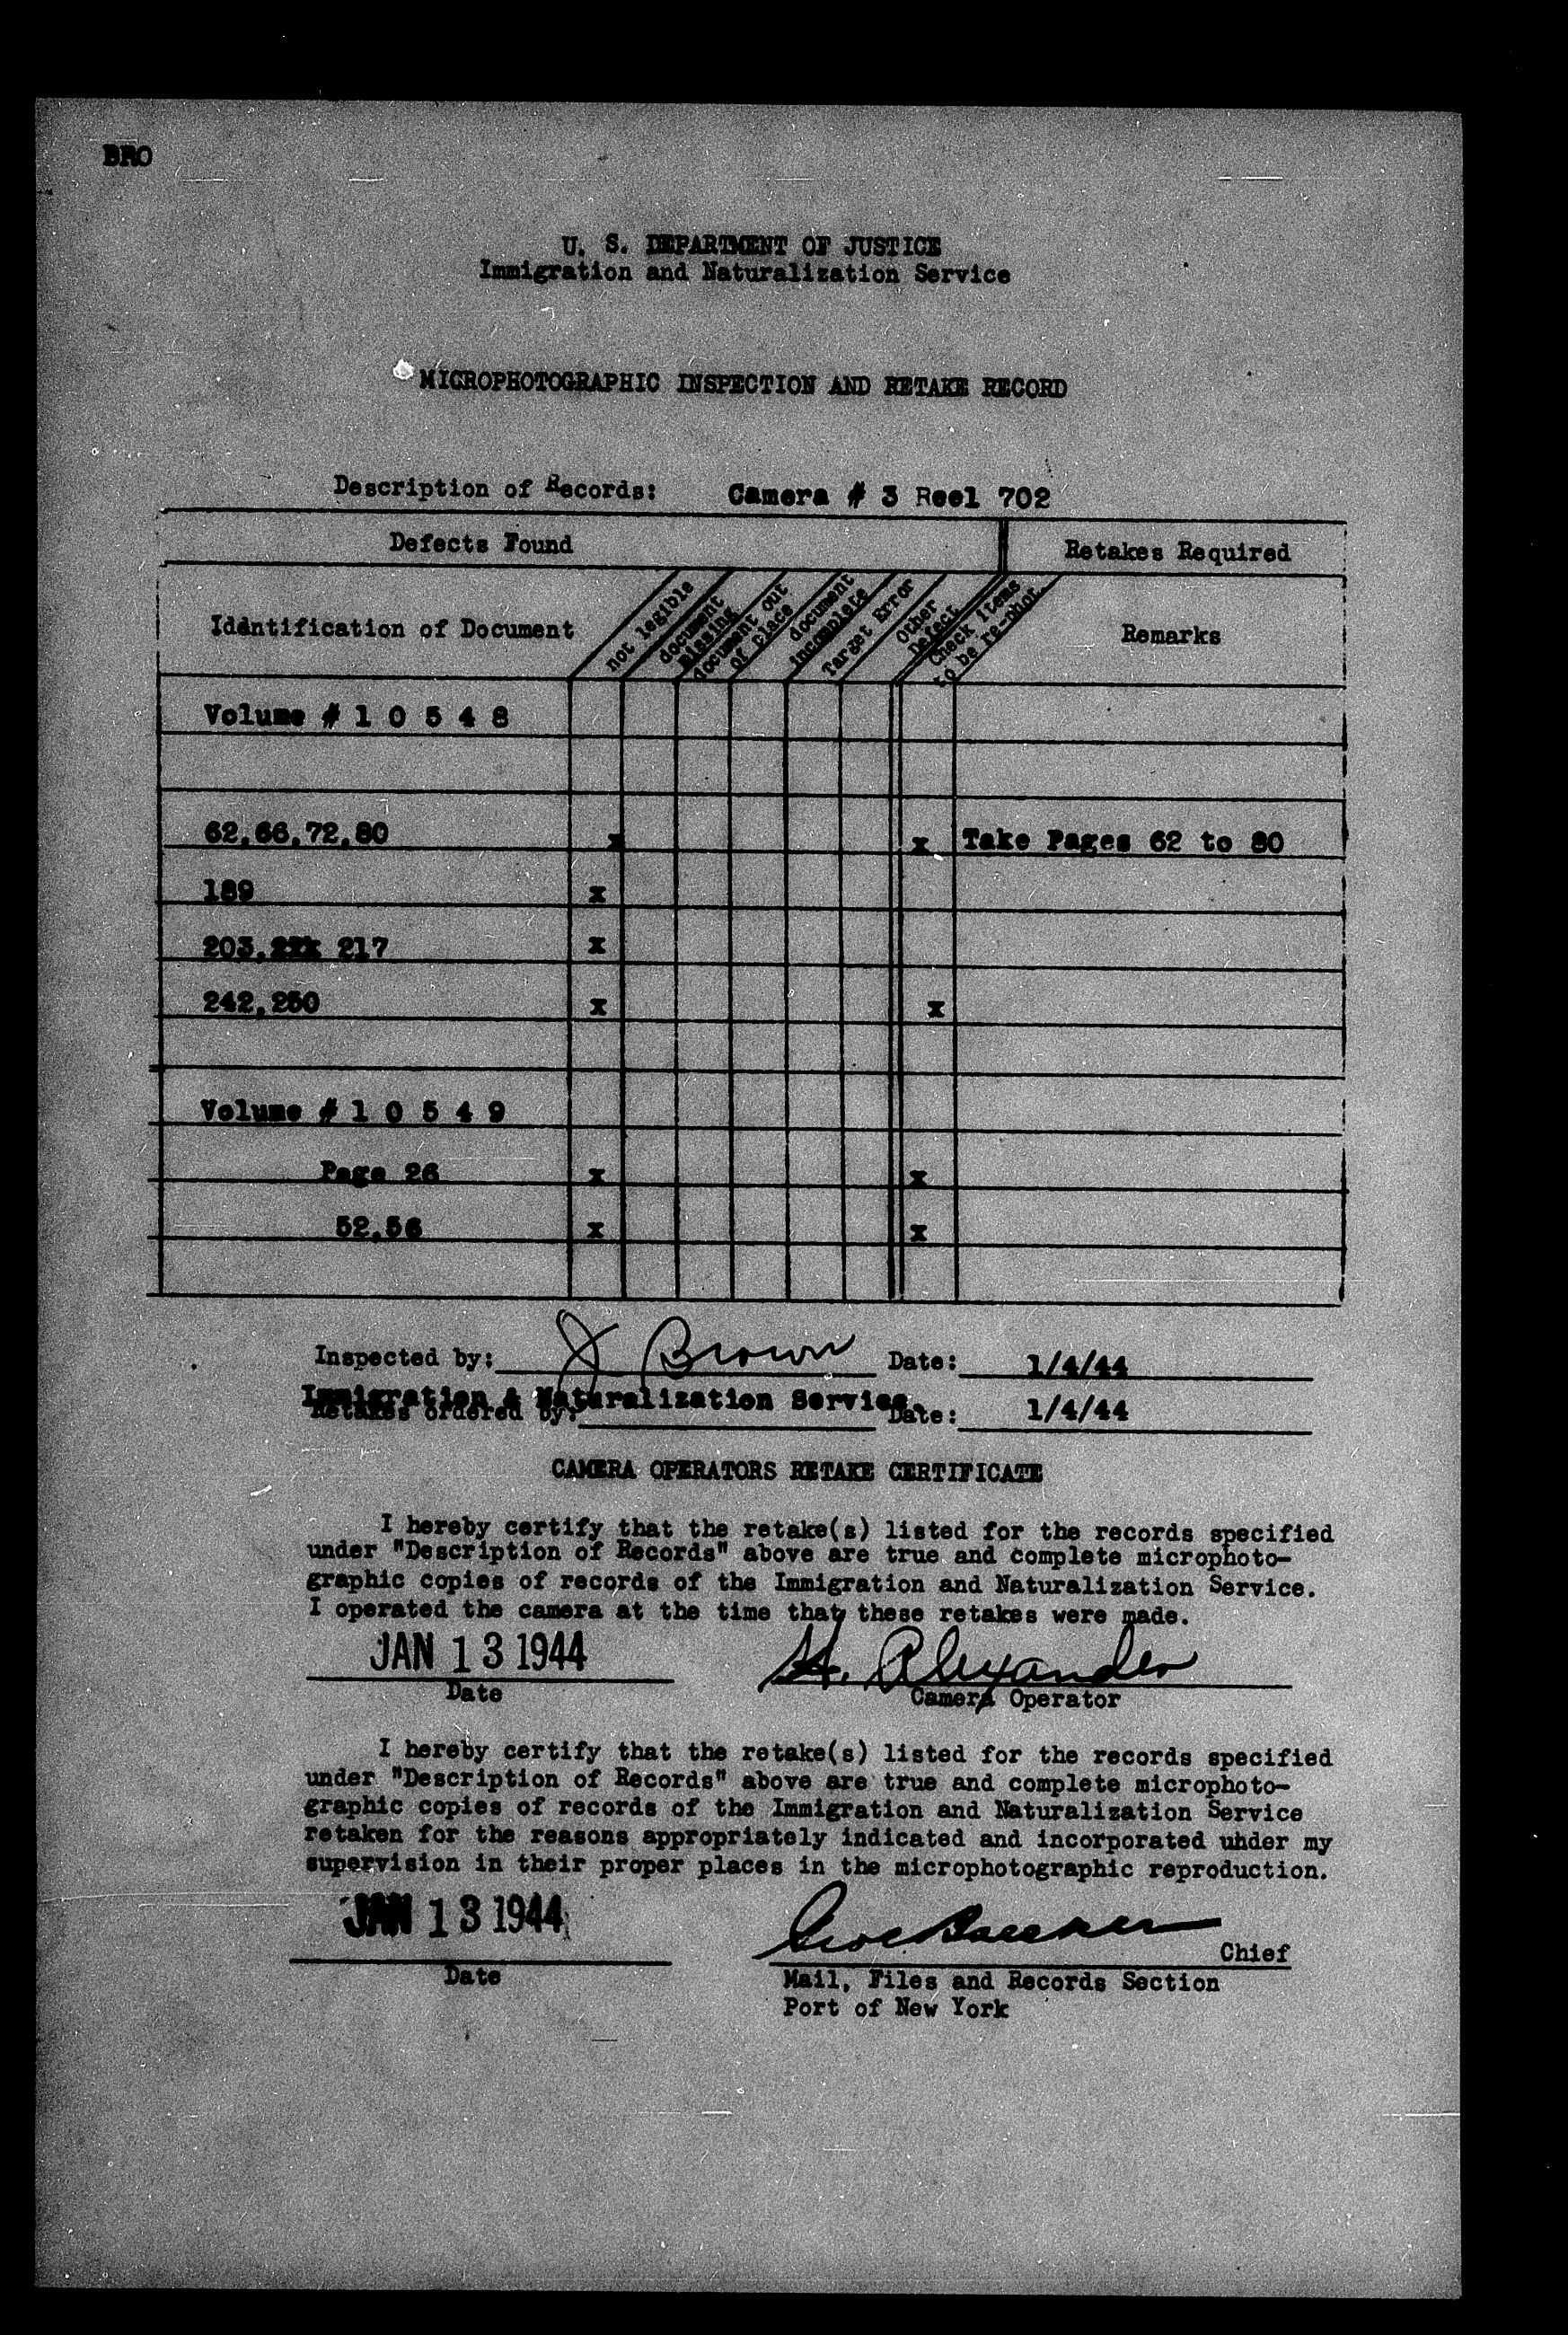 BRO
U. S. DEPARTMENT OF JUSTICE
Immigration and Naturalization Service
MICROPHOTOGRAPHIC INSPECTION AND RETAKE RECORD
Description of Records: Camera # 3 Reel 702
Defects Found Retakes Required
Identification of Document
not legible
document
missing
document out
of place
document
incomplete
Target Error
Other
Defect
Check items
to be re-phot.
Remarks
Volume # 1 0 5 4 8
62,66,72,80 x x Take Pages 62 to 80
189 x
203, 217 x
242,250 x x
Volume # 1 0 5 4 9
Page 26 x x
52,56 x x
Inspected by: J Brown Date: 1/4/44
Immigration & Naturalization Service.
Retakes ordered by: Date: 1/4/44
CAMERA OPERATORS RETAKE CERTIFICATE
I hereby certify that the retake(s) listed for the records specified
under "Description of Records" above are true and complete microphoto-
graphic copies of records of the Immigration and Naturalization Service.
I operated the camera at the time that these retakes were made.
JAN 13 1944 H. Alexander
Date Camera Operator
I hereby certify that the retake(s) listed for the records specified
under "Description of Records" above are true and complete microphoto-
graphic copies of records of the Immigration and Naturalization Service
retaken for the reasons appropriately indicated and incorporated uhder my
supervision in their proper places in the microphotographic reproduction.
JAN 13 1944
Chief
Date Mail, Files and Records Section
Port of New York